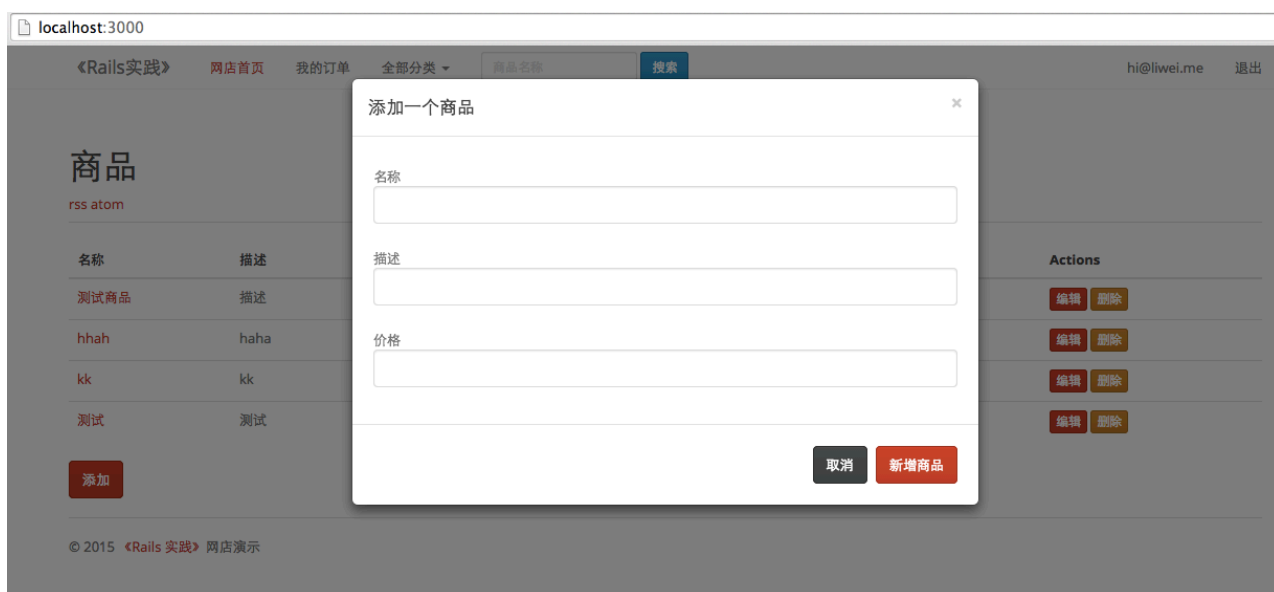 localhost:3000
《Rails实践》 网店首页 我的订单 全部分类 商品名称 搜索 hi@liwei.me 退出
添加一个商品 ×
商品
rss atom
名称
描述
价格
名称 描述 Actions
测试商品 描述 编辑 删除
hhah haha 编辑 删除
kk kk 编辑 删除
测试 测试 编辑 删除
取消 新增商品
添加
© 2015 《Rails 实践》 网店演示